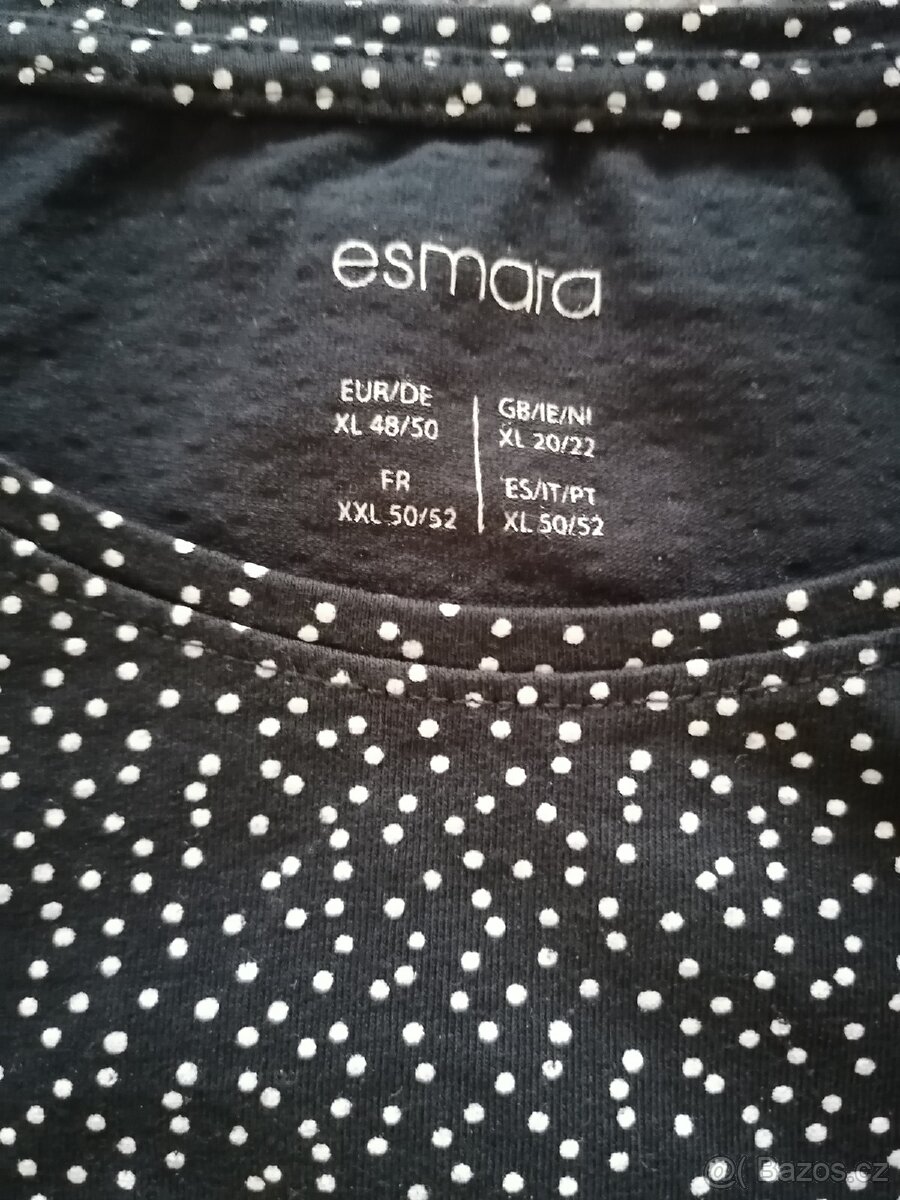 esmara
EUR/DE
XL 48/50
GB/IE/NI
XL 20/22
FR
XXL 50/52
ES/IT/PT
XL 50/52
@( Bazos.cz